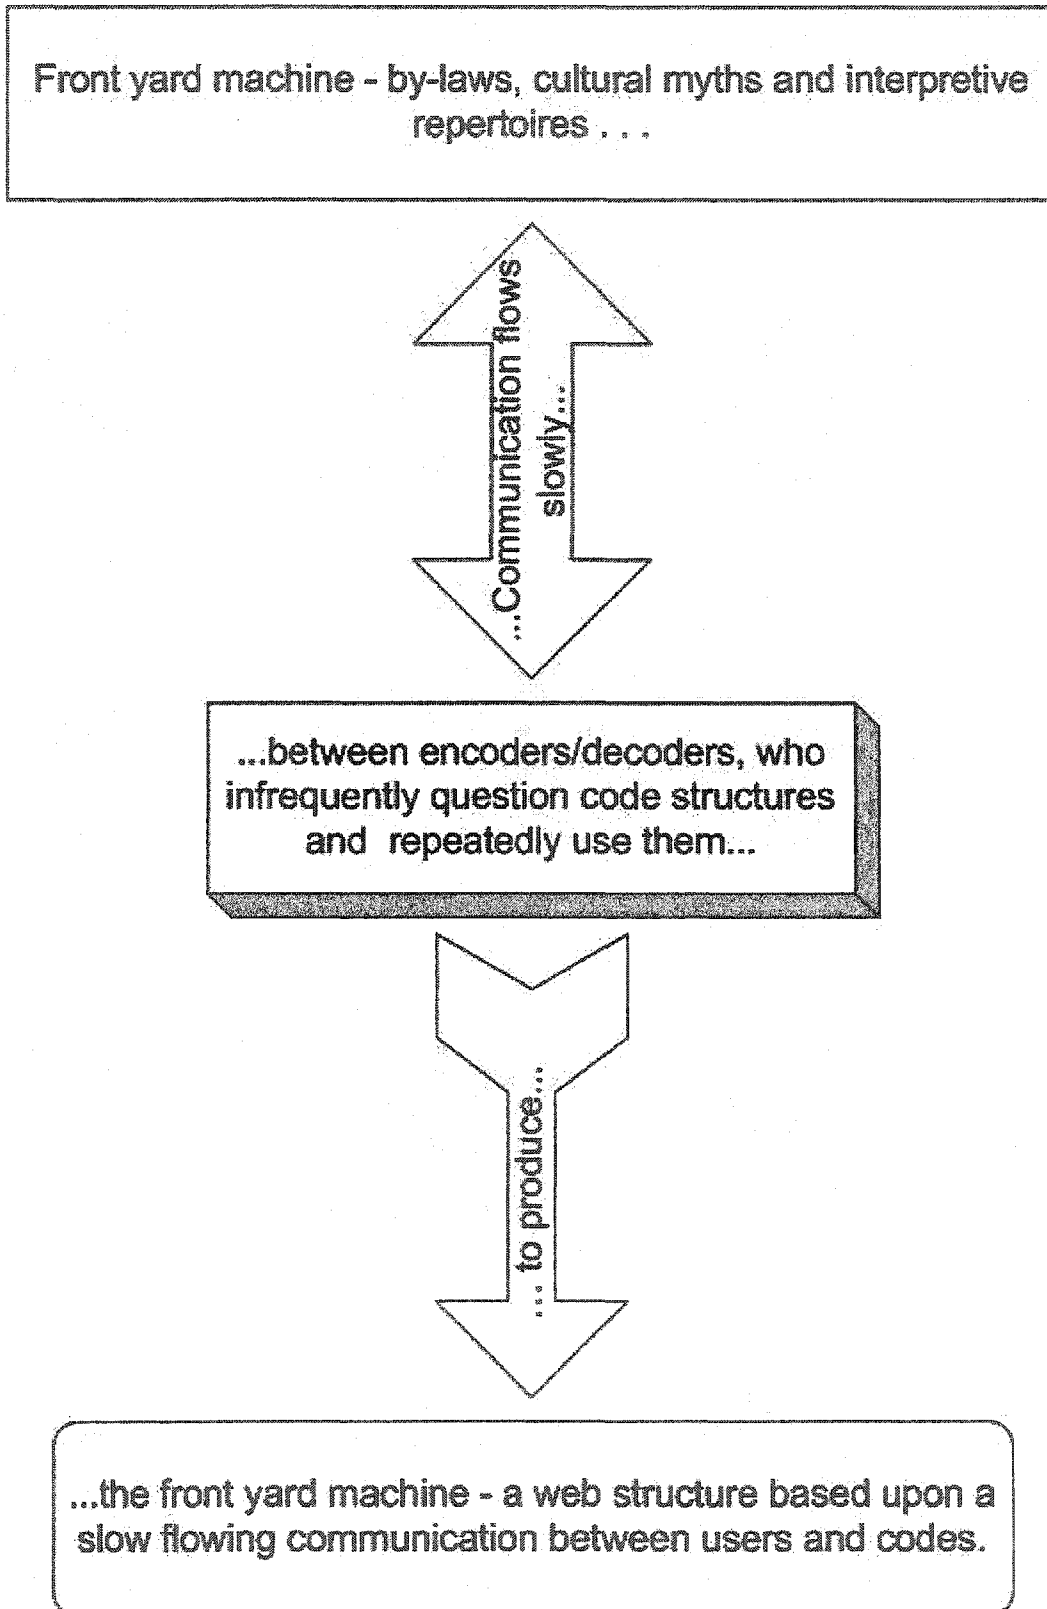 Front yard machine - by-laws, cultural myths and interpretive
repertoires . . .
...Communication flows
slowly...
...between encoders/decoders, who
infrequently question code structures
and repeatedly use them...
... to produce...
...the front yard machine - a web structure based upon a
slow flowing communication between users and codes.